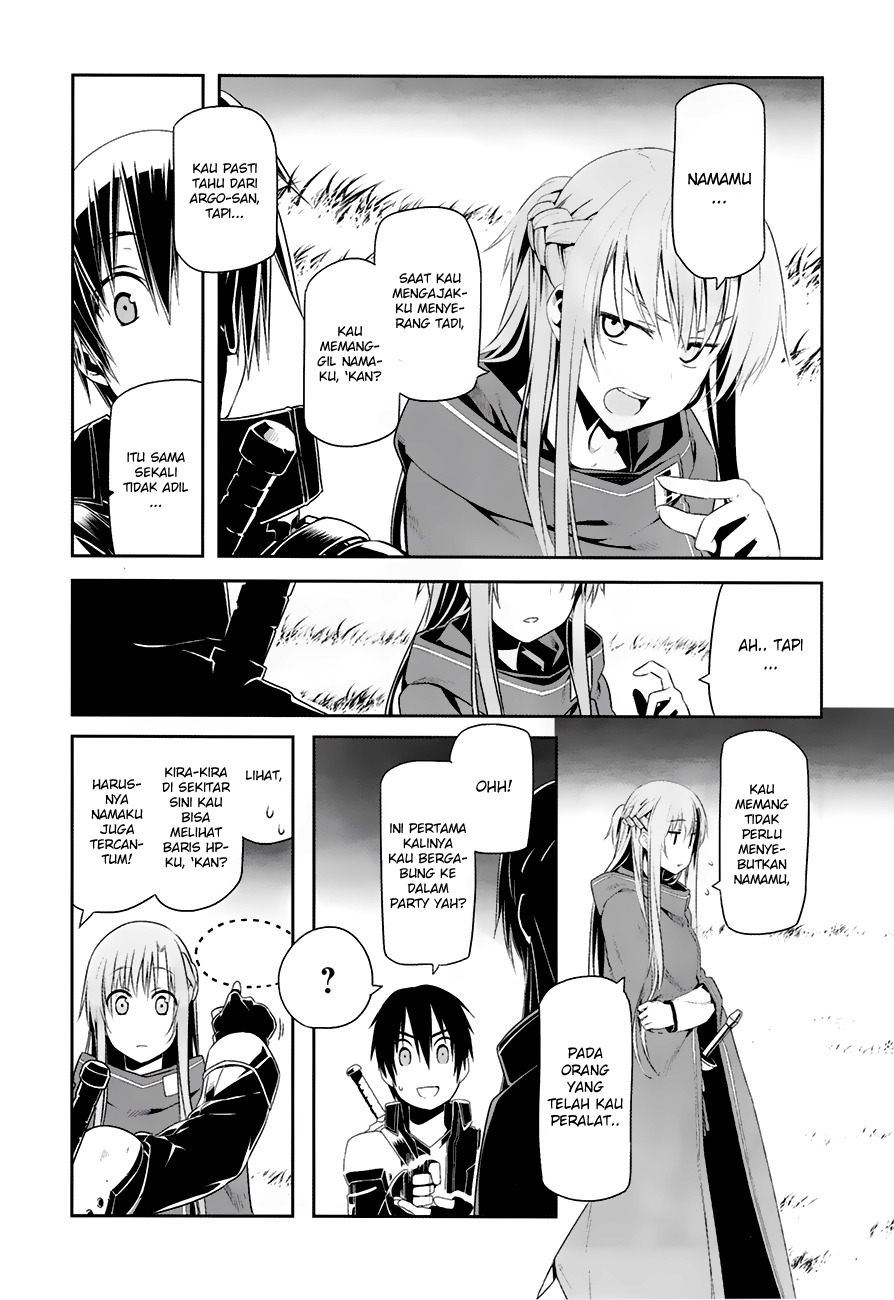 NAMAMU
...
SAAT KAU
MENGAJAK-
KU MENYE-
RANG TADI,
KAU
MEMANG-
GIL NAMA-
KU, 'KAN?
KAU PASTI
TAHU DARI
ARGO-SAN,
TAPI...
ITU SAMA
SEKALI
TIDAK ADIL
...
AH.. TAPI
...
KAU
MEMANG
TIDAK
PERLU
MENYE-
BUTKAN
NAMAMU,
PADA
ORANG
YANG
TELAH KAU
PERALAT..
OHH!
INI PERTAMA
KALINYA
KAU BERGA-
BUNG KE
DALAM
PARTY YAH?
?
LIHAT,
KIRA-KIRA
DI SEKITAR
SINI KAU
BISA
MELIHAT
BARIS HP-
KU, 'KAN?
HARUS-
NYA
NAMAKU
JUGA
TERCAN-
TUM!